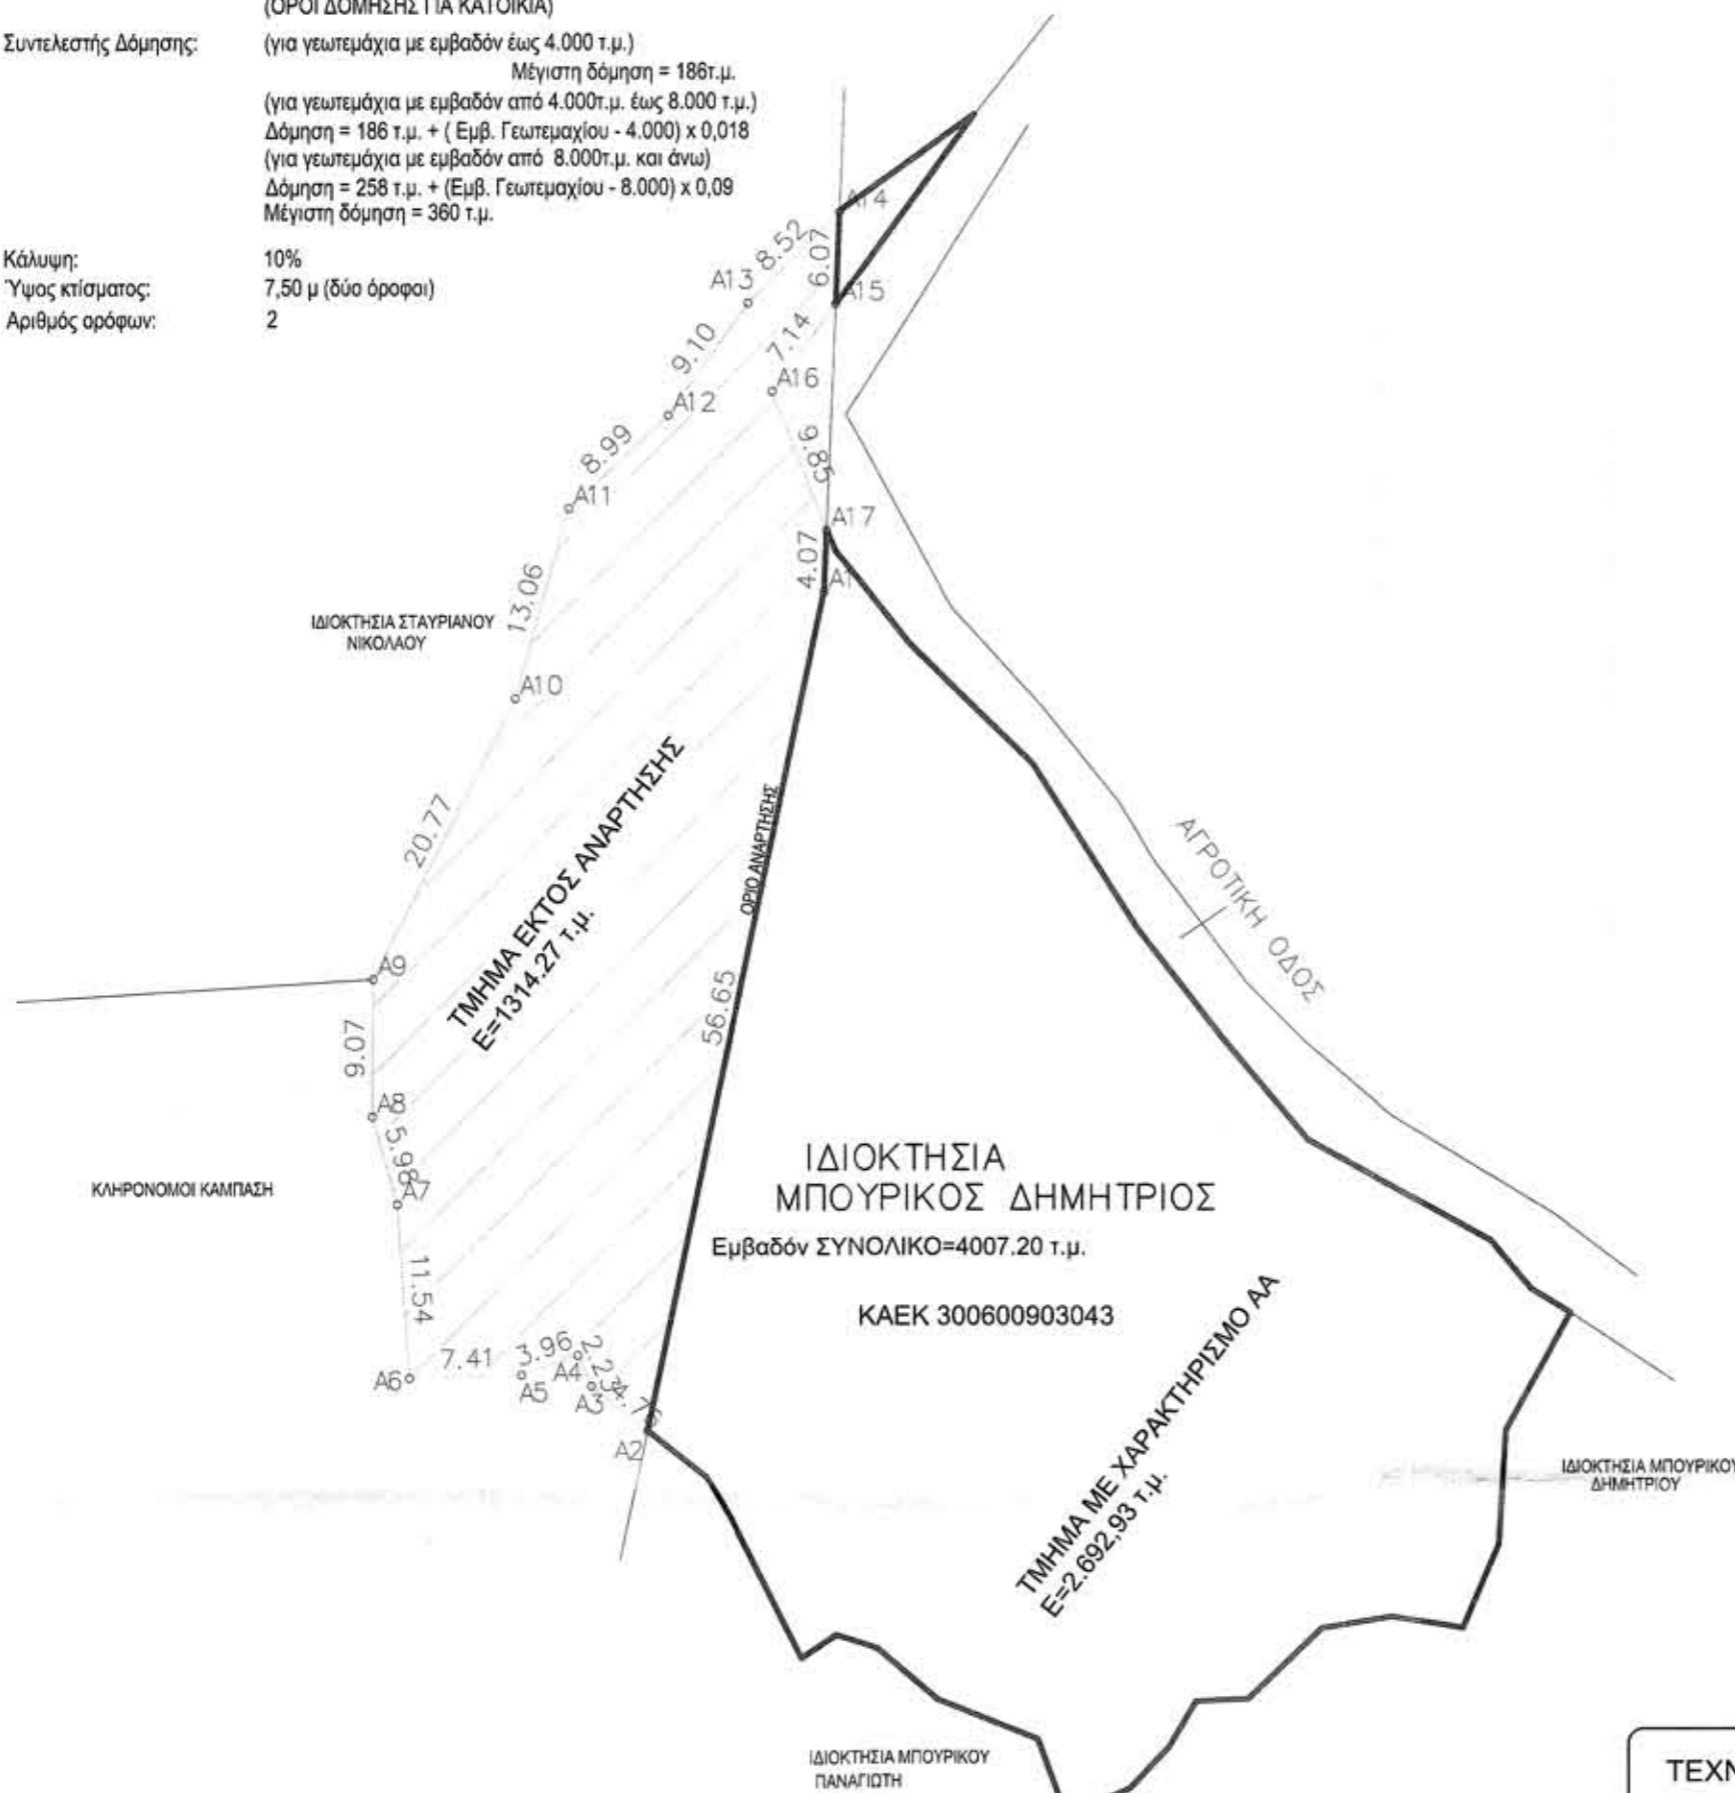 (ΟΡΟΙ ΔΟΜΗΣΗΣ ΓΙΑ ΚΑΤΟΙΚΙΑ)
Συντελεστής Δόμησης: (για γεωτεμάχια με εμβαδόν έως 4.000 τ.μ.)
Μέγιστη δόμηση = 186τ.μ.
(για γεωτεμάχια με εμβαδόν από 4.000τ.μ. έως 8.000 τ.μ.)
Δόμηση = 186 τ.μ. + ( Εμβ. Γεωτεμαχίου - 4.000) x 0,018
(για γεωτεμάχια με εμβαδόν από 8.000τ.μ. και άνω)
Δόμηση = 258 τ.μ. + (Εμβ. Γεωτεμαχίου - 8.000) x 0,09
Μέγιστη δόμηση = 360 τ.μ.
Κάλυψη: 10%
Ύψος κτίσματος: 7,50 μ (δύο όροφοι)
Αριθμός ορόφων: 2
A14
8.52
6.07
A13
A15
9.10
7.14
A16
A12
8.99
9.85
A11
A17
4.07
A1
13.06
ΙΔΙΟΚΤΗΣΙΑ ΣΤΑΥΡΙΑΝΟΥ
ΝΙΚΟΛΑΟΥ
A10
20.77
ΤΜΗΜΑ ΕΚΤΟΣ ΑΝΑΡΤΗΣΗΣ
Ε=1314.27 τ.μ.
ΟΡΙΟ ΑΝΑΡΤΗΣΗΣ
ΑΓΡΟΤΙΚΗ ΟΔΟΣ
A9
56.65
9.07
A8
5.98
A7
ΚΛΗΡΟΝΟΜΟΙ ΚΑΜΠΑΣΗ
ΙΔΙΟΚΤΗΣΙΑ
ΜΠΟΥΡΙΚΟΣ ΔΗΜΗΤΡΙΟΣ
Εμβαδόν ΣΥΝΟΛΙΚΟ=4007.20 τ.μ.
ΚΑΕΚ 300600903043
11.54
7.41
3.96
2.23
4.76
A6
A5
A4
A3
A2
ΤΜΗΜΑ ΜΕ ΧΑΡΑΚΤΗΡΙΣΜΟ ΑΑ
Ε=2.692,93 τ.μ.
ΙΔΙΟΚΤΗΣΙΑ ΜΠΟΥΡΙΚΟΥ
ΔΗΜΗΤΡΙΟΥ
ΙΔΙΟΚΤΗΣΙΑ ΜΠΟΥΡΙΚΟΥ
ΠΑΝΑΓΙΩΤΗ
ΤΕΧΝ